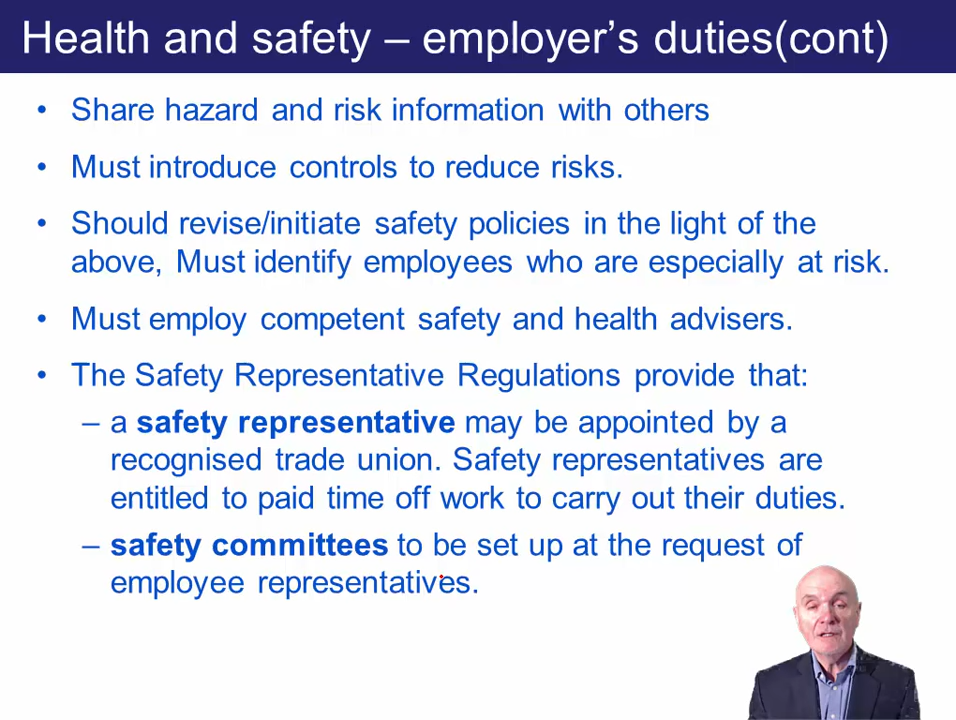 Health and safety – employer's duties(cont)
• Share hazard and risk information with others
• Must introduce controls to reduce risks.
• Should revise/initiate safety policies in the light of the
above, Must identify employees who are especially at risk.
• Must employ competent safety and health advisers.
• The Safety Representative Regulations provide that:
– a safety representative may be appointed by a
recognised trade union. Safety representatives are
entitled to paid time off work to carry out their duties.
– safety committees to be set up at the request of
employee representatives.